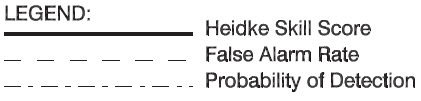 LEGEND:
Heidke Skill Score
False Alarm Rate
Probability of Detection